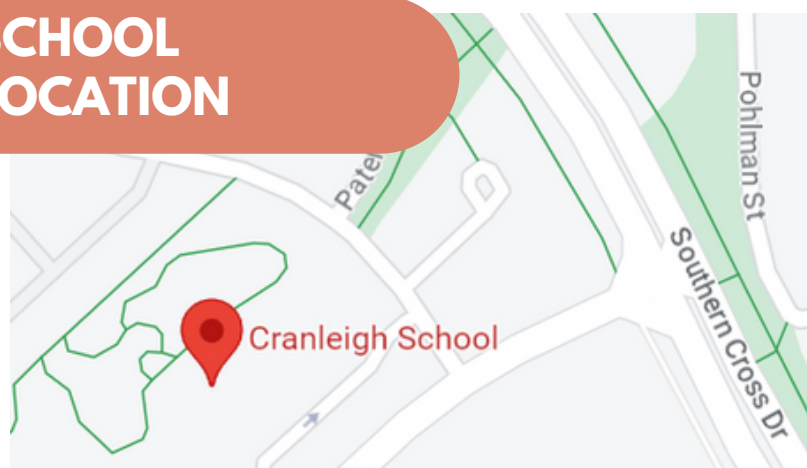 SCHOOL
LOCATION
Pohlman St
Southern Cross Dr
Cranleigh School